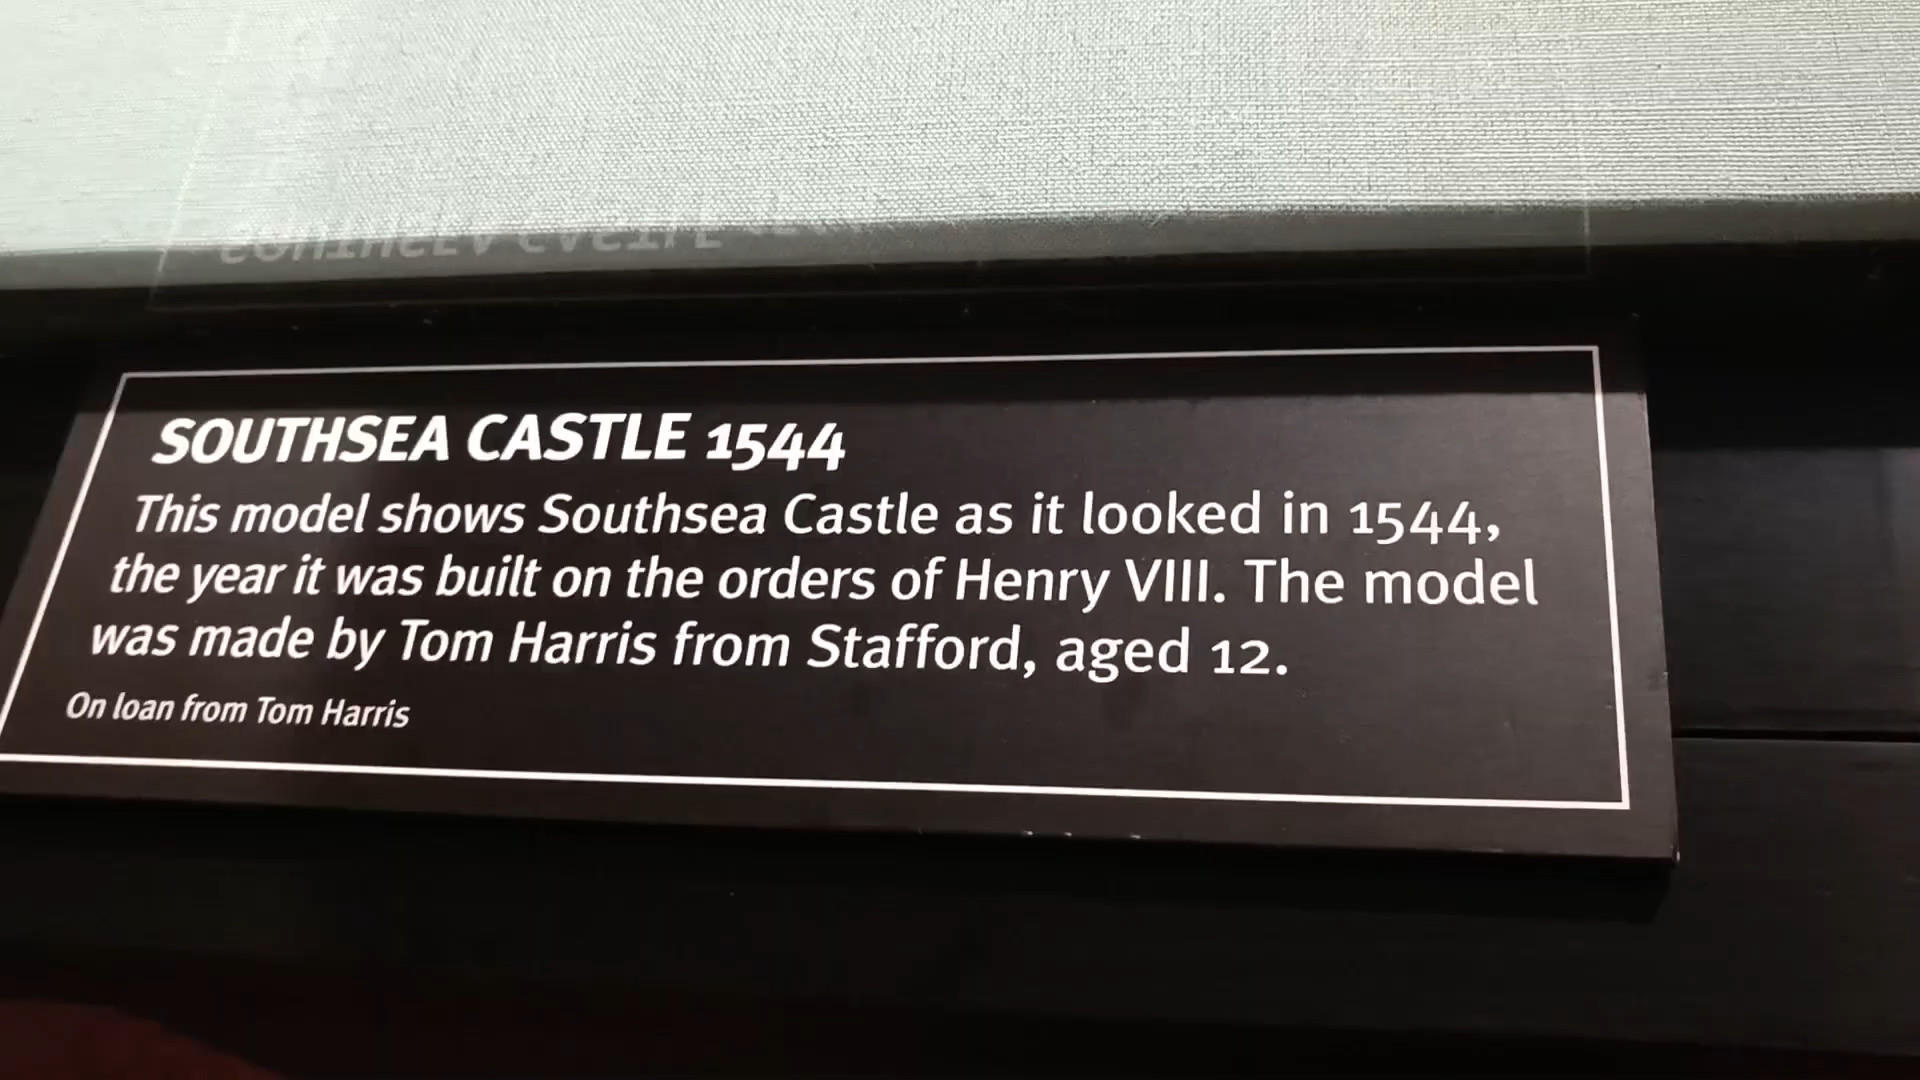 SOUTHSEA CASTLE 1544
This model shows Southsea Castle as it looked in 1544,
the year it was built on the orders of Henry VIII. The model
was made by Tom Harris from Stafford, aged 12.
On loan from Tom Harris